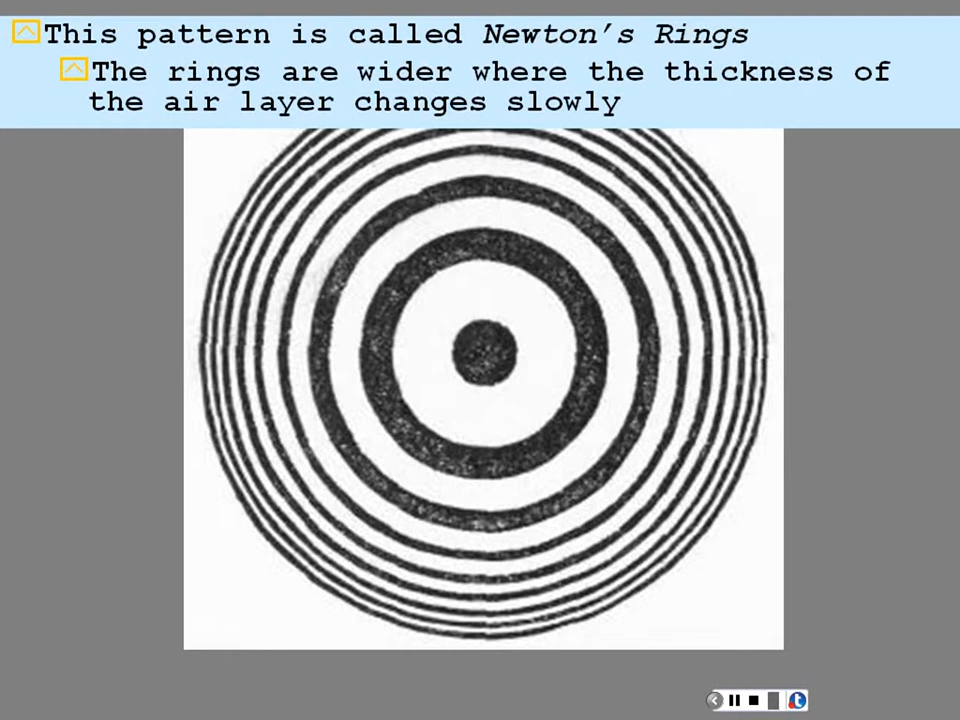 This pattern is called Newton's Rings
The rings are wider where the thickness of
the air layer changes slowly